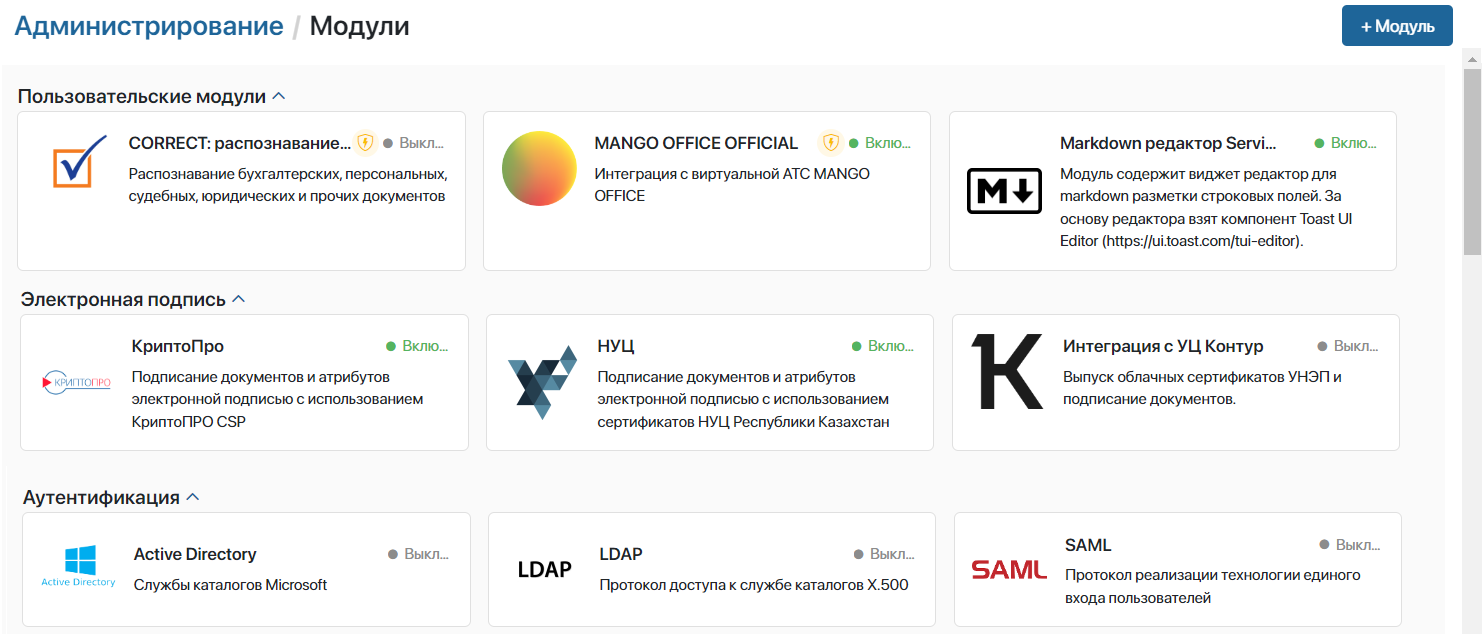 Администрирование / Модули
+ Модуль
Пользовательские модули
CORRECT: распознавание...
Выкл...
Распознавание бухгалтерских, персональных,
судебных, юридических и прочих документов
MANGO OFFICE OFFICIAL
Вклю...
Интеграция с виртуальной АТС MANGO
OFFICE
M
Markdown редактор Servi...
Вклю...
Модуль содержит виджет редактор для
markdown разметки строковых полей. За
основу редактора взят компонент Toast UI
Editor (https://ui.toast.com/tui-editor).
Электронная подпись
КРИПТОПРО
КриптоПро
Вклю...
Подписание документов и атрибутов
электронной подписью с использованием
КриптоПРО CSP
НУЦ
Вклю...
Подписание документов и атрибутов
электронной подписью с использованием
сертификатов НУЦ Республики Казахстан
К
Интеграция с УЦ Контур
Выкл...
Выпуск облачных сертификатов УНЭП и
подписание документов.
Аутентификация
Active Directory
Active Directory
Выкл...
Службы каталогов Microsoft
LDAP
LDAP
Выкл...
Протокол доступа к службе каталогов X.500
SAML
SAML
Выкл...
Протокол реализации технологии единого
входа пользователей